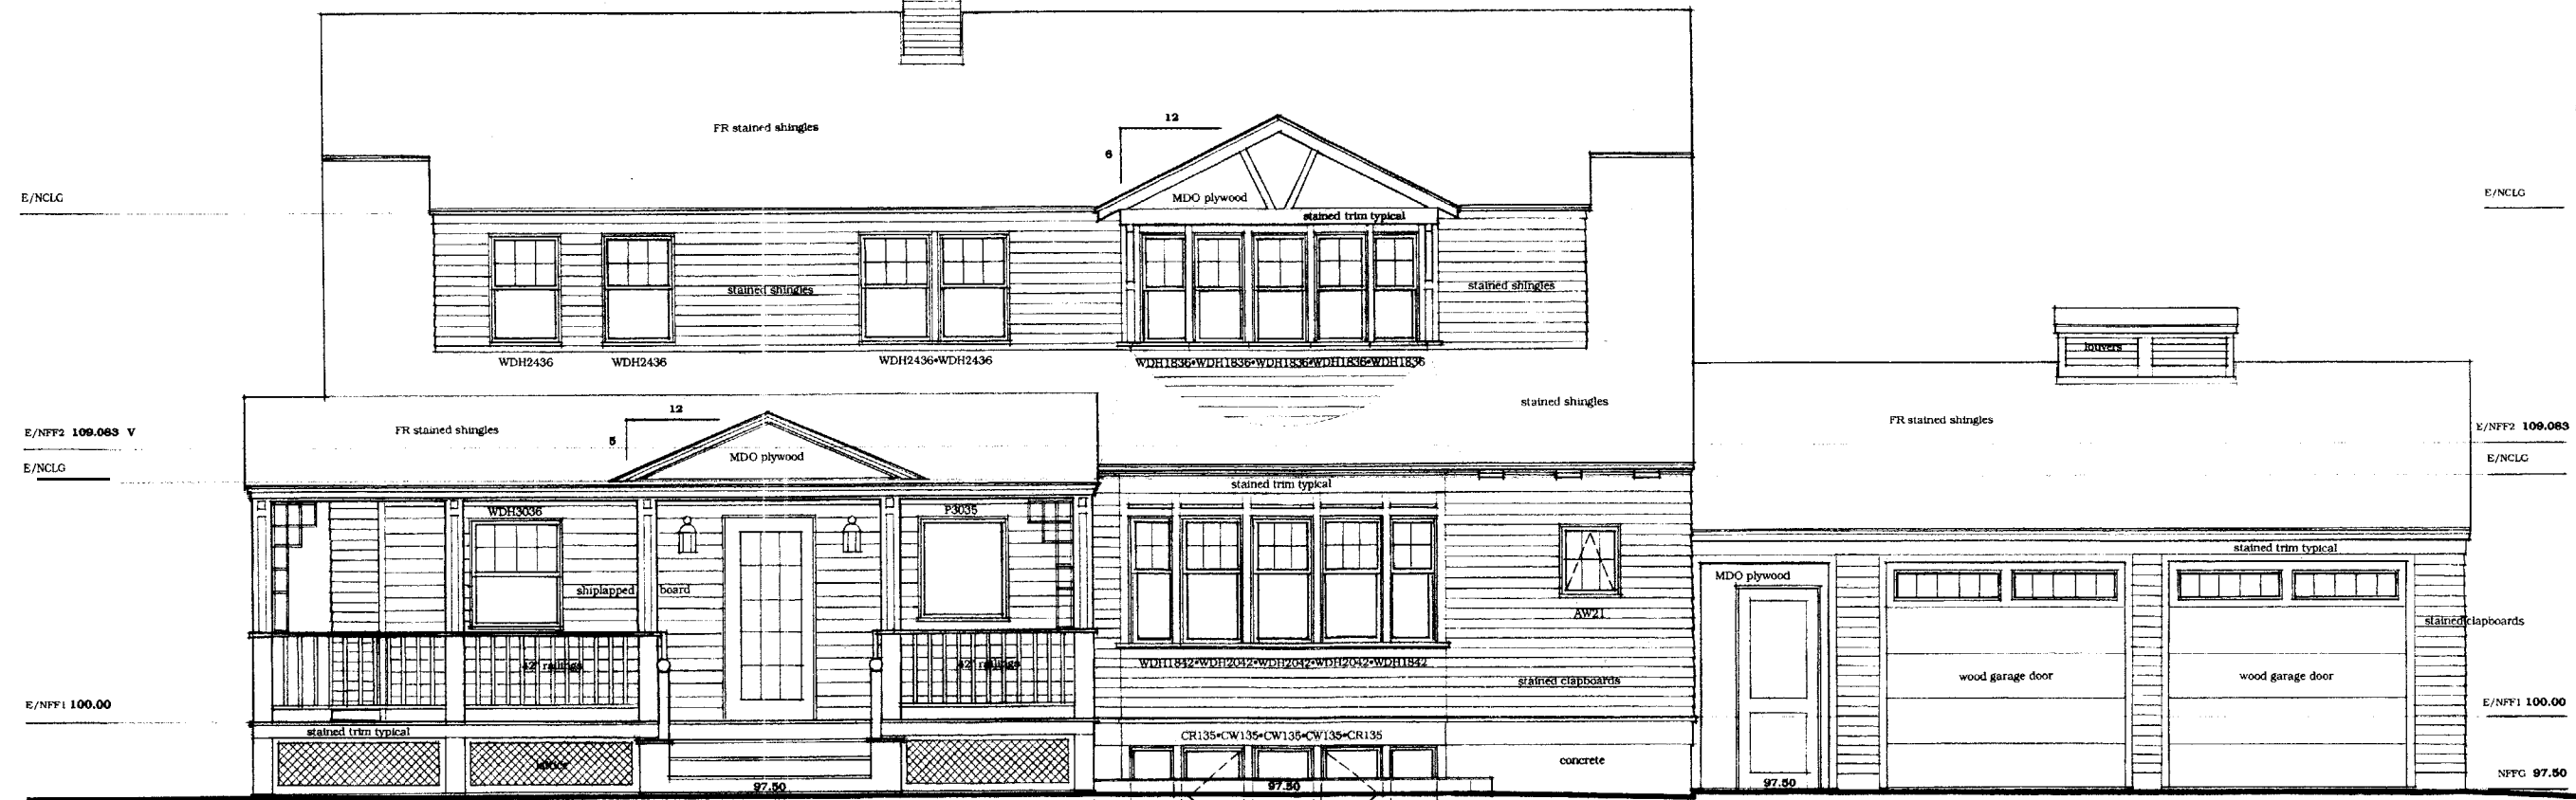 FR stained shingles
12
6
MDO plywood
stained trim typical
E/NCLG
E/NCLG
stained shingles
stained shingles
WDH2436
WDH2436
WDH2436•WDH2436
WDH1836•WDH1836•WDH1836•WDH1836•WDH1836
louvers
stained shingles
12
5
FR stained shingles
MDO plywood
FR stained shingles
E/NFF2 109.083 V
E/NCLG
E/NFF2 109.083
E/NCLG
stained trim typical
WDH3036
P3035
stained trim typical
MDO plywood
shiplapped board
AW21
stained clapboards
42" railings
42" railings
WDH1842•WDH2042•WDH2042•WDH2042•WDH1842
stained clapboards
wood garage door
wood garage door
E/NFF1 100.00
E/NFF1 100.00
stained trim typical
CR135•CW135•CW135•CW135•CR135
concrete
97.50
97.50
97.50
NFFG 97.50